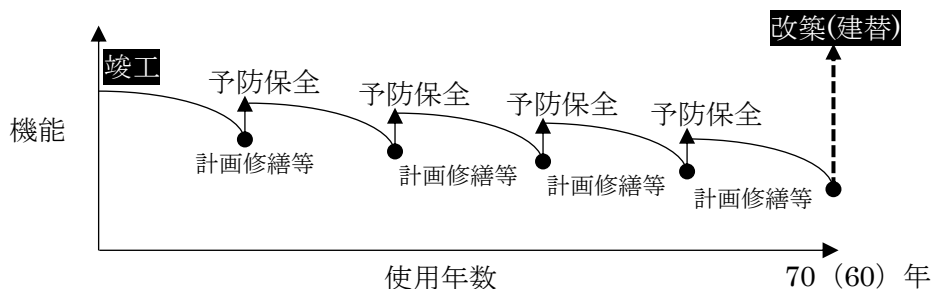 改築(建替)
竣工
予防保全
予防保全
予防保全
予防保全
機能
計画修繕等
計画修繕等
計画修繕等
計画修繕等
使用年数
70（60）年